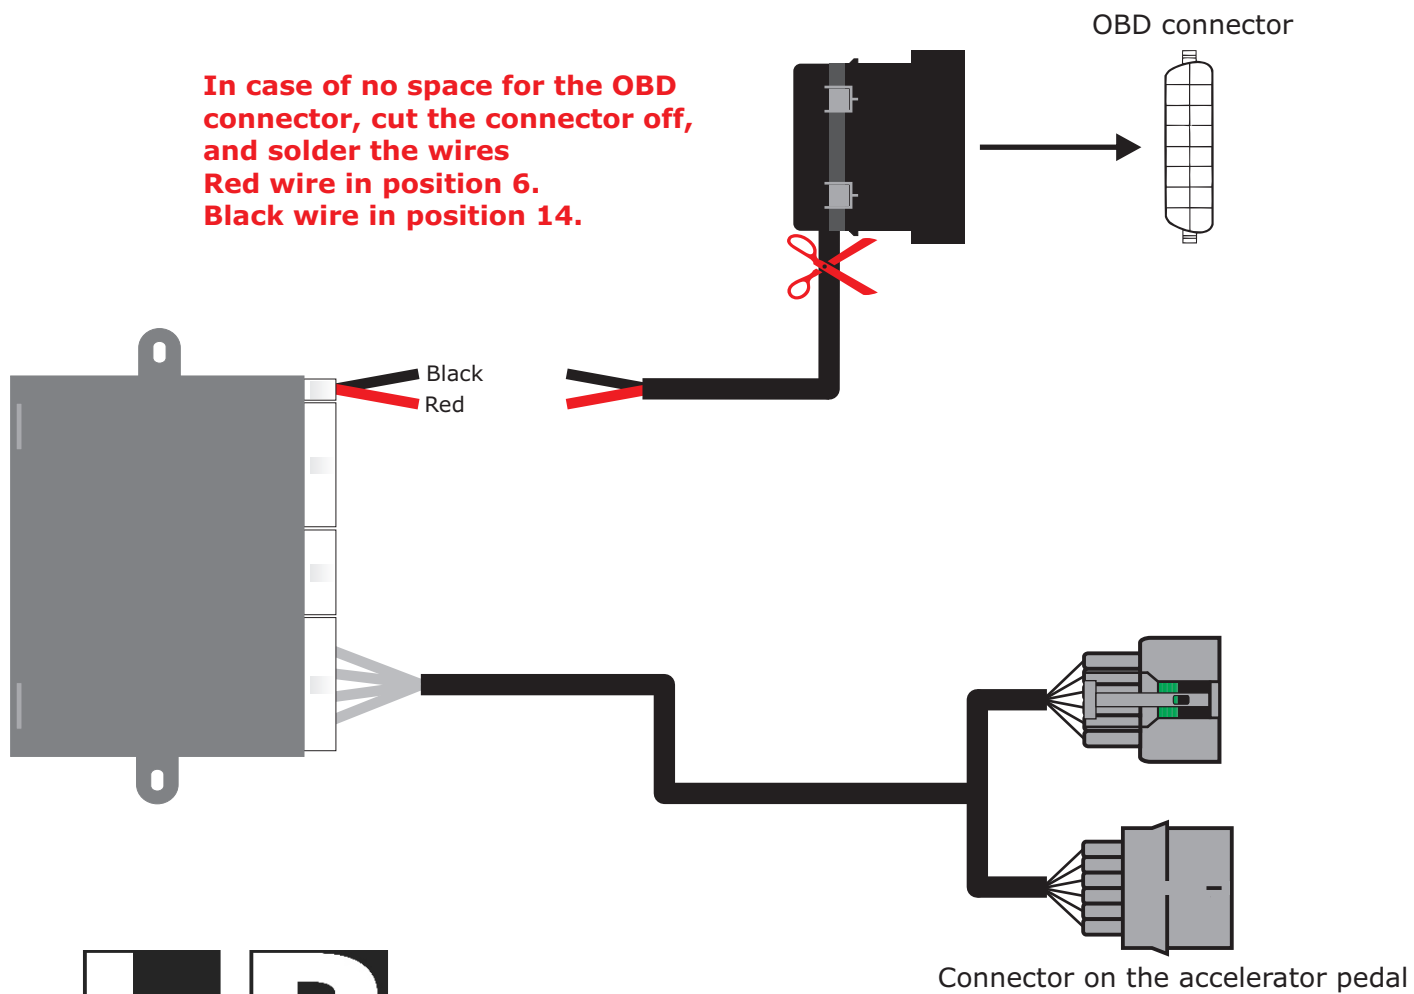 OBD connector
In case of no space for the OBD
connector, cut the connector off,
and solder the wires
Red wire in position 6.
Black wire in position 14.
Black
Red
Connector on the accelerator pedal